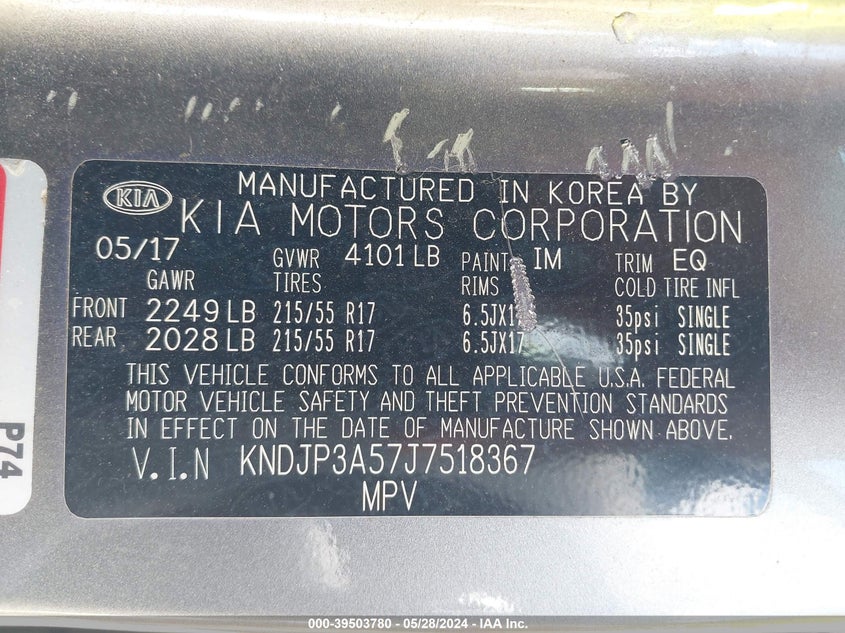 KIA
MANUFACTURED IN KOREA BY
KIA MOTORS CORPORATION
05/17 GVWR 4101 LB PAINT IM TRIM EQ
GAWR TIRES RIMS COLD TIRE INFL
FRONT 2249 LB 215/55 R17 6.5JX17 35psi SINGLE
REAR 2028 LB 215/55 R17 6.5JX17 35psi SINGLE
THIS VEHICLE CONFORMS TO ALL APPLICABLE U.S.A. FEDERAL
MOTOR VEHICLE SAFETY AND THEFT PREVENTION STANDARDS
IN EFFECT ON THE DATE OF MANUFACTURE SHOWN ABOVE.
V.I.N KNDJP3A57J7518367
MPV
P74
000-39503780 - 05/28/2024 - IAA Inc.